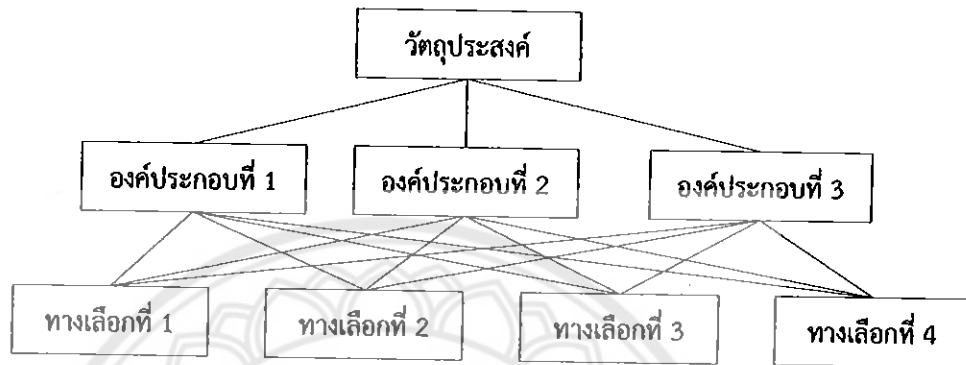 วัตถุประสงค์
องค์ประกอบที่ 1
องค์ประกอบที่ 2
องค์ประกอบที่ 3
ทางเลือกที่ 1
ทางเลือกที่ 2
ทางเลือกที่ 3
ทางเลือกที่ 4